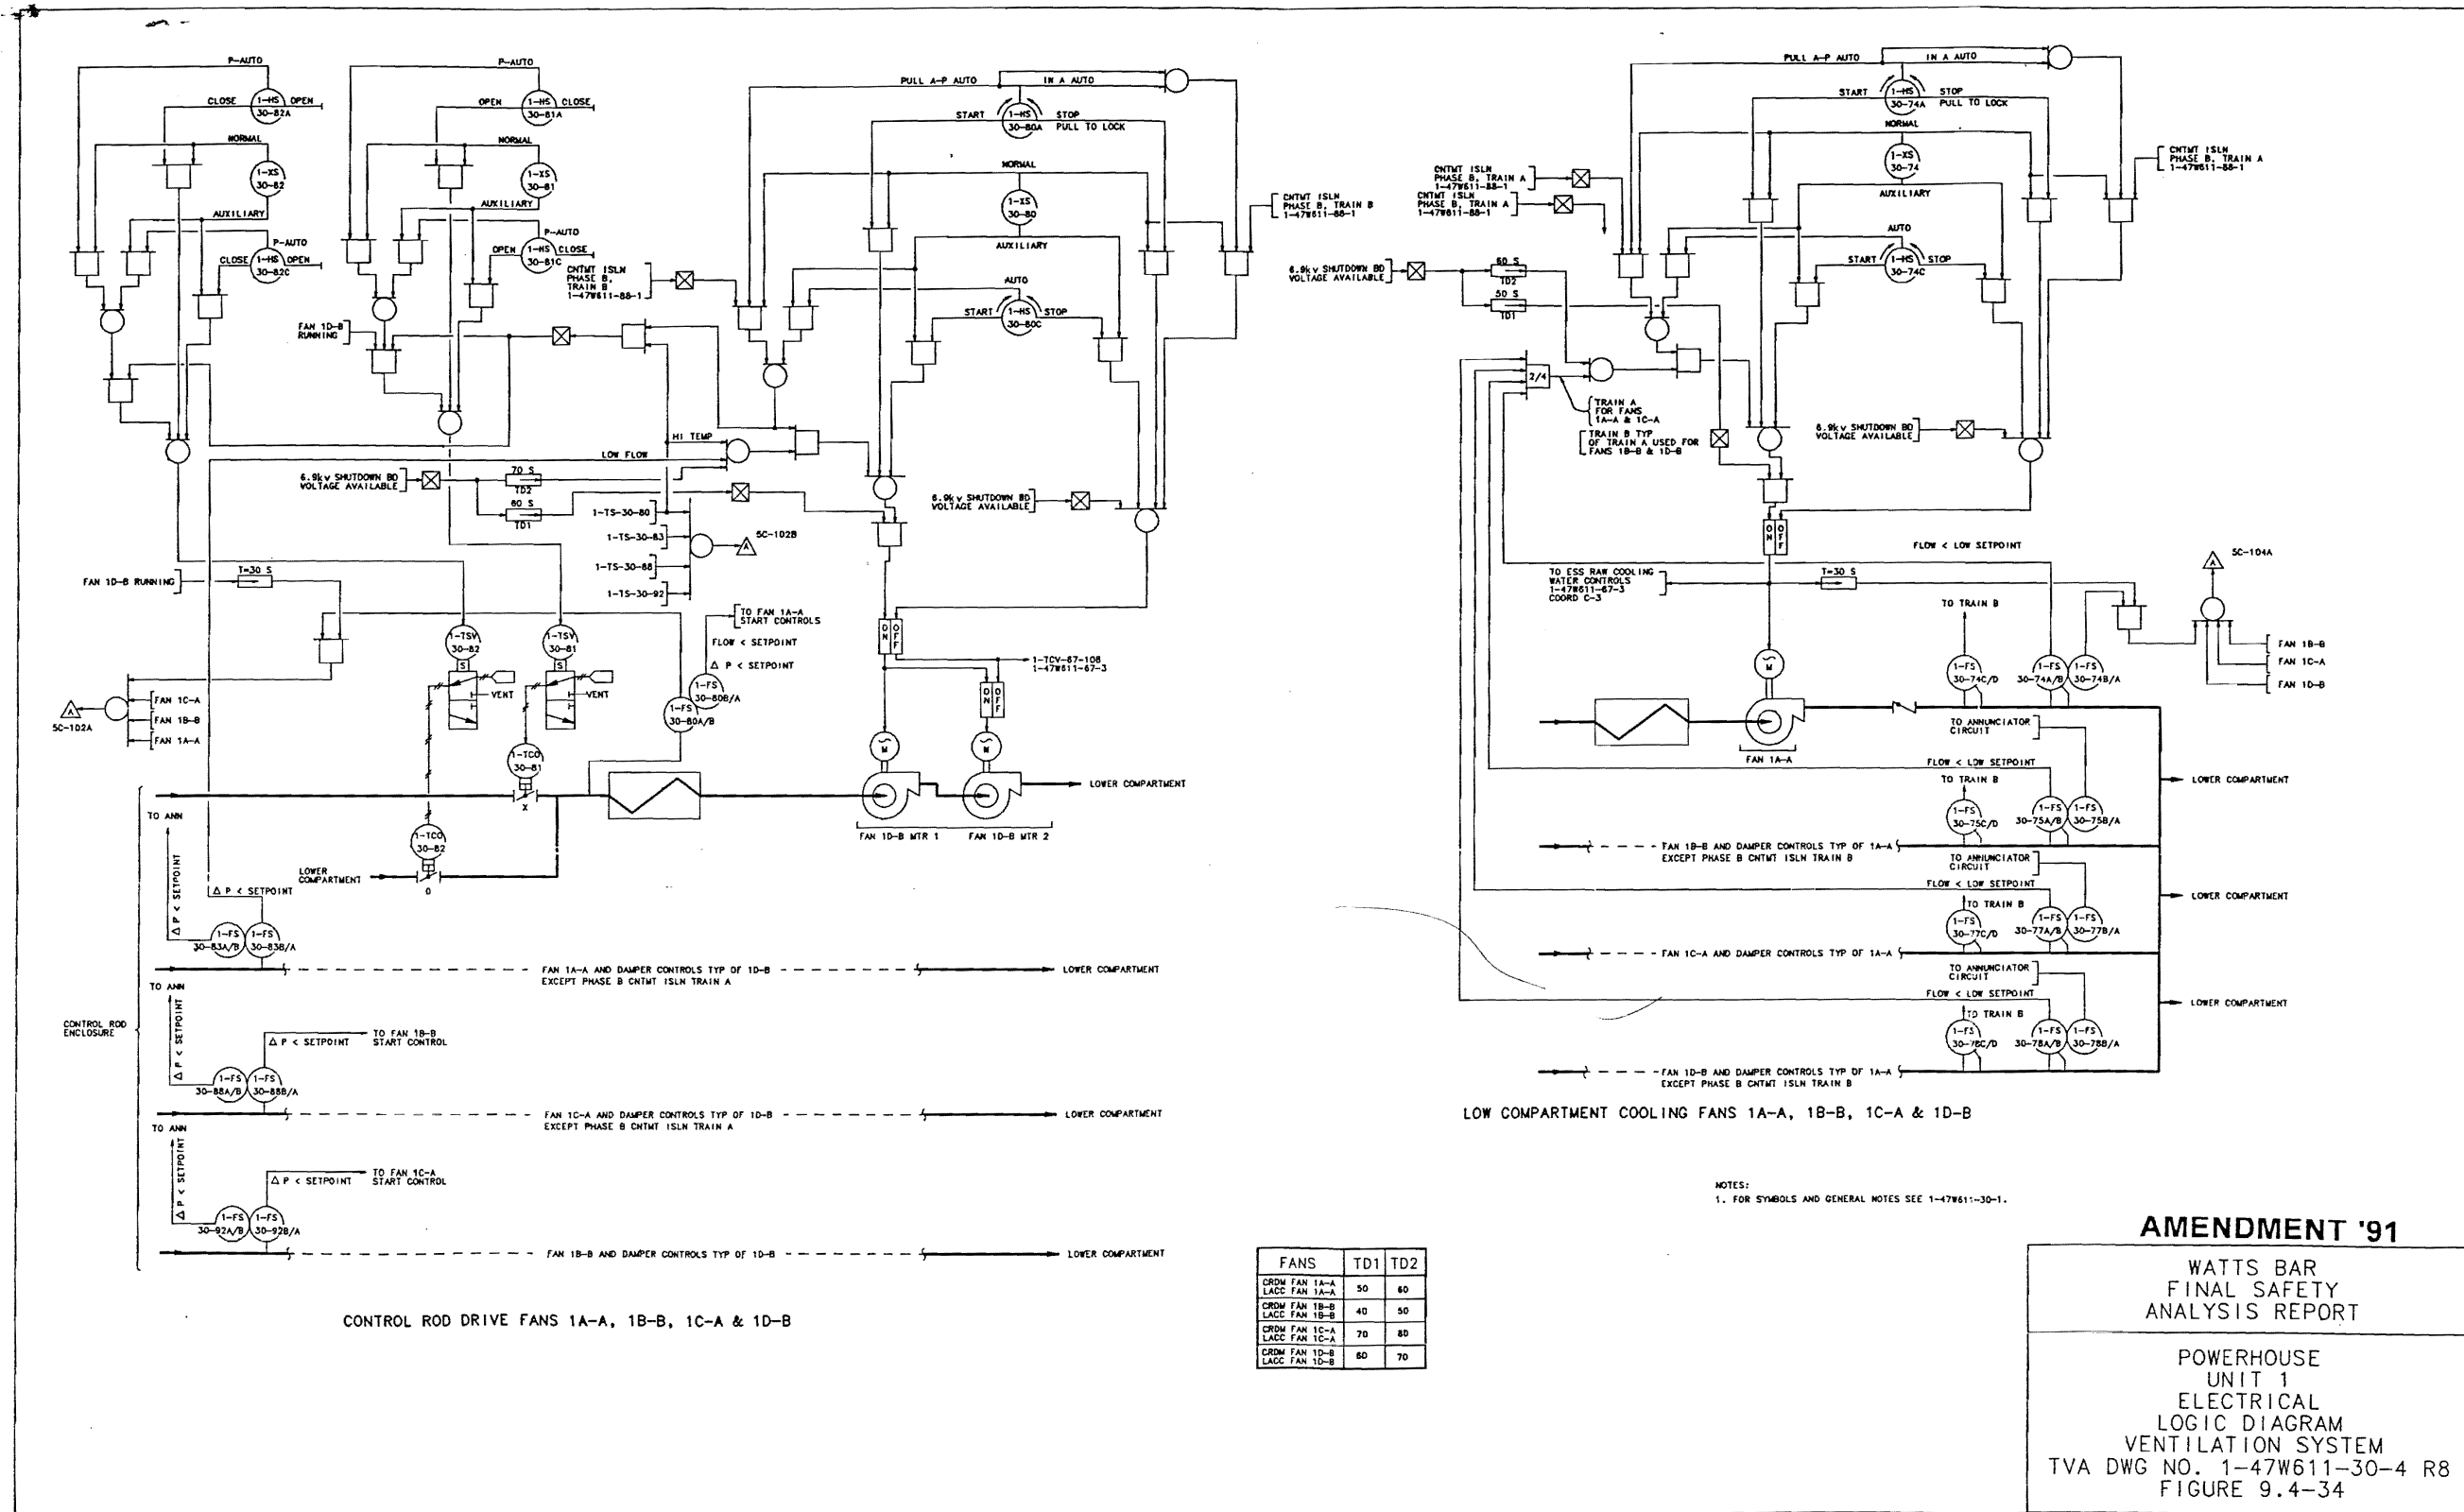 P-AUTO
CLOSE
1-HS
30-82A
OPEN
NORMAL
1-XS
30-82
AUXILIARY
P-AUTO
CLOSE
1-HS
30-82C
OPEN
P-AUTO
OPEN
1-HS
30-81A
CLOSE
NORMAL
1-XS
30-81
AUXILIARY
P-AUTO
OPEN
1-HS
30-81C
CLOSE
CNTMT ISLN
PHASE B,
TRAIN B
1-47W611-88-1
FAN 1D-B
RUNNING
PULL A-P AUTO
IN A AUTO
START
1-HS
30-80A
STOP
PULL TO LOCK
NORMAL
1-XS
30-80
AUXILIARY
AUTO
START
1-HS
30-80C
STOP
CNTMT ISLN
PHASE B, TRAIN B
1-47W611-88-1
HI TEMP
LOW FLOW
6.9kv SHUTDOWN BD
VOLTAGE AVAILABLE
70 S
TD2
60 S
TD1
6.9kv SHUTDOWN BD
VOLTAGE AVAILABLE
1-TS-30-80
1-TS-30-83
1-TS-30-88
1-TS-30-92
A
5C-102B
FAN 1D-B RUNNING
T=30 S
1-TSV
30-82
S
VENT
1-TSV
30-81
S
VENT
TO FAN 1A-A
START CONTROLS
FLOW < SETPOINT
Δ P < SETPOINT
1-FS
30-80B/A
1-FS
30-80A/B
ON
OFF
1-TCV-67-108
1-47W611-67-3
ON
OFF
A
5C-102A
FAN 1C-A
FAN 1B-B
FAN 1A-A
1-TCO
30-81
X
M
M
LOWER COMPARTMENT
FAN 1D-B MTR 1
FAN 1D-B MTR 2
1-TCO
30-82
O
LOWER
COMPARTMENT
TO ANN
Δ P < SETPOINT
Δ P < SETPOINT
1-FS
30-83A/B
1-FS
30-83B/A
FAN 1A-A AND DAMPER CONTROLS TYP OF 1D-B
EXCEPT PHASE B CNTMT ISLN TRAIN A
LOWER COMPARTMENT
CONTROL ROD
ENCLOSURE
TO ANN
Δ P < SETPOINT
Δ P < SETPOINT
TO FAN 1B-B
START CONTROL
1-FS
30-88A/B
1-FS
30-88B/A
FAN 1C-A AND DAMPER CONTROLS TYP OF 1D-B
EXCEPT PHASE B CNTMT ISLN TRAIN A
LOWER COMPARTMENT
TO ANN
Δ P < SETPOINT
Δ P < SETPOINT
TO FAN 1C-A
START CONTROL
1-FS
30-92A/B
1-FS
30-92B/A
FAN 1B-B AND DAMPER CONTROLS TYP OF 1D-B
LOWER COMPARTMENT
CONTROL ROD DRIVE FANS 1A-A, 1B-B, 1C-A & 1D-B
PULL A-P AUTO
IN A AUTO
START
1-HS
30-74A
STOP
PULL TO LOCK
NORMAL
1-XS
30-74
AUXILIARY
AUTO
START
1-HS
30-74C
STOP
CNTMT ISLN
PHASE B, TRAIN A
1-47W611-88-1
CNTMT ISLN
PHASE B, TRAIN A
1-47W611-88-1
CNTMT ISLN
PHASE B, TRAIN A
1-47W611-88-1
6.9kv SHUTDOWN BD
VOLTAGE AVAILABLE
60 S
TD2
50 S
TD1
2/4
TRAIN A
FOR FANS
1A-A & 1C-A
TRAIN B TYP
OF TRAIN A USED FOR
FANS 1B-B & 1D-B
6.9kv SHUTDOWN BD
VOLTAGE AVAILABLE
ON
OFF
FLOW < LOW SETPOINT
TO ESS RAW COOLING
WATER CONTROLS
1-47W611-67-3
COORD C-3
T=30 S
A
5C-104A
FAN 1B-B
FAN 1C-A
FAN 1D-B
TO TRAIN B
1-FS
30-74C/D
1-FS
30-74A/B
1-FS
30-74B/A
M
FAN 1A-A
TO ANNUNCIATOR
CIRCUIT
FLOW < LOW SETPOINT
TO TRAIN B
LOWER COMPARTMENT
1-FS
30-75C/D
1-FS
30-75A/B
1-FS
30-75B/A
FAN 1B-B AND DAMPER CONTROLS TYP OF 1A-A
EXCEPT PHASE B CNTMT ISLN TRAIN B
TO ANNUNCIATOR
CIRCUIT
FLOW < LOW SETPOINT
TO TRAIN B
LOWER COMPARTMENT
1-FS
30-77C/D
1-FS
30-77A/B
1-FS
30-77B/A
FAN 1C-A AND DAMPER CONTROLS TYP OF 1A-A
TO ANNUNCIATOR
CIRCUIT
FLOW < LOW SETPOINT
TO TRAIN B
LOWER COMPARTMENT
1-FS
30-78C/D
1-FS
30-78A/B
1-FS
30-78B/A
FAN 1D-B AND DAMPER CONTROLS TYP OF 1A-A
EXCEPT PHASE B CNTMT ISLN TRAIN B
LOW COMPARTMENT COOLING FANS 1A-A, 1B-B, 1C-A & 1D-B
NOTES:
1. FOR SYMBOLS AND GENERAL NOTES SEE 1-47W611-30-1.
FANS TD1 TD2
CRDM FAN 1A-A
LACC FAN 1A-A
50 60
CRDM FAN 1B-B
LACC FAN 1B-B
40 50
CRDM FAN 1C-A
LACC FAN 1C-A
70 80
CRDM FAN 1D-B
LACC FAN 1D-B
60 70
AMENDMENT '91
WATTS BAR
FINAL SAFETY
ANALYSIS REPORT
POWERHOUSE
UNIT 1
ELECTRICAL
LOGIC DIAGRAM
VENTILATION SYSTEM
TVA DWG NO. 1-47W611-30-4 R8
FIGURE 9.4-34